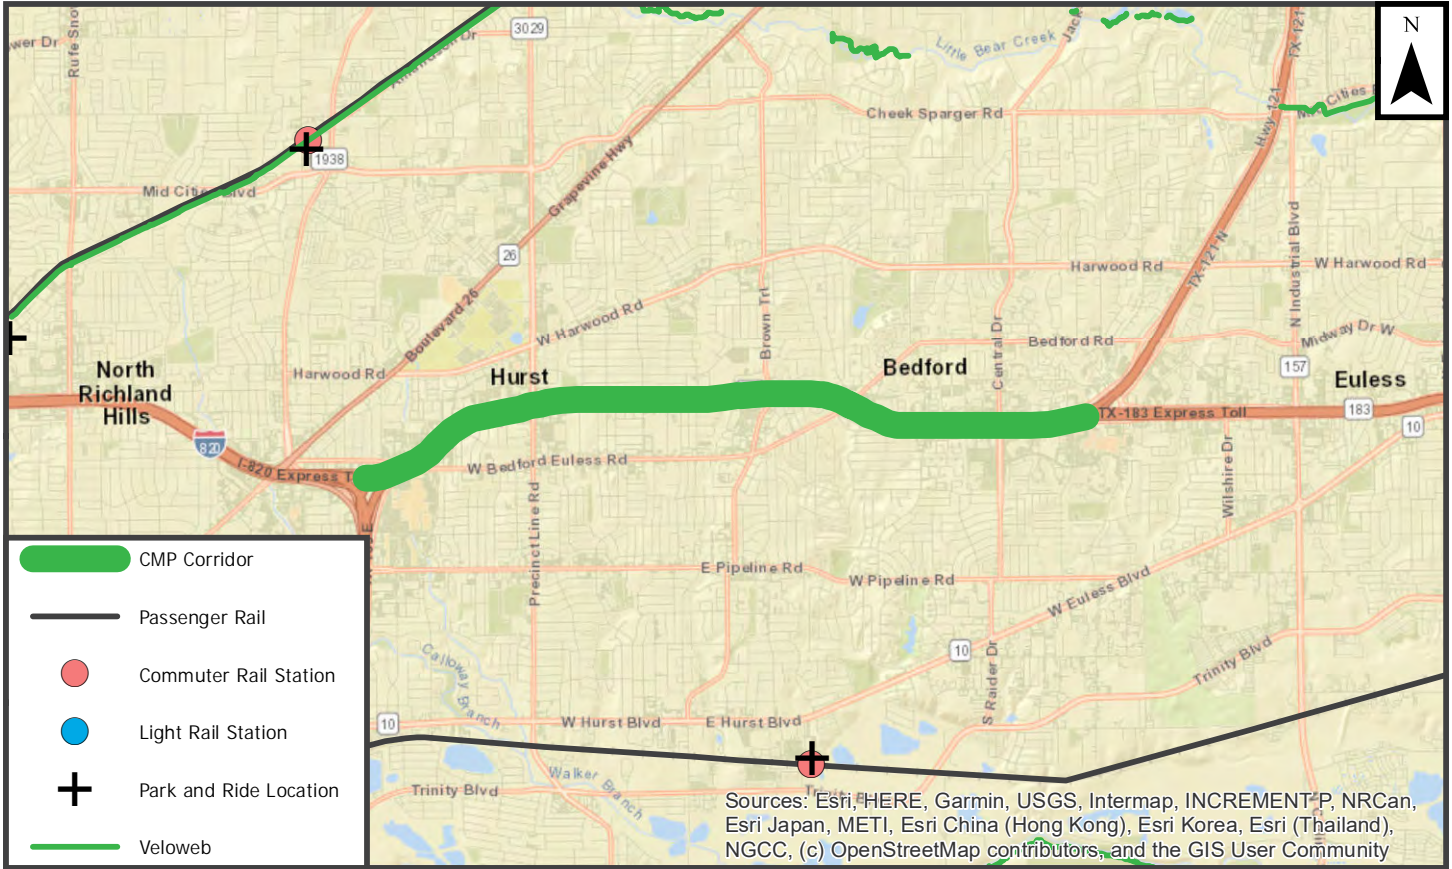 3029
N
Little Bear Creek
Cheek Sparger Rd
Hwy 121
TX-121
1938
Mid Cities Blvd
Grapevine Hwy
26
TX-121 N
N Industrial Blvd
Harwood Rd
W Harwood Rd
Boulevard 26
W Harwood Rd
Brown Trl
Central Dr
Bedford Rd
Midway Dr W
North
Richland
Hills
Harwood Rd
Hurst
Bedford
157
Euless
TX-183 Express Toll
183
10
820
I-820 Express T
W Bedford Euless Rd
Wilshire Dr
Precinct Line Rd
E Pipeline Rd
W Pipeline Rd
W Euless Blvd
10
S Raider Dr
Trinity Blvd
Calloway Branch
10
W Hurst Blvd
E Hurst Blvd
Walker Branch
Trinity Blvd
CMP Corridor
Passenger Rail
Commuter Rail Station
Light Rail Station
Park and Ride Location
Veloweb
Sources: Esri, HERE, Garmin, USGS, Intermap, INCREMENT P, NRCan,
Esri Japan, METI, Esri China (Hong Kong), Esri Korea, Esri (Thailand),
NGCC, (c) OpenStreetMap contributors, and the GIS User Community